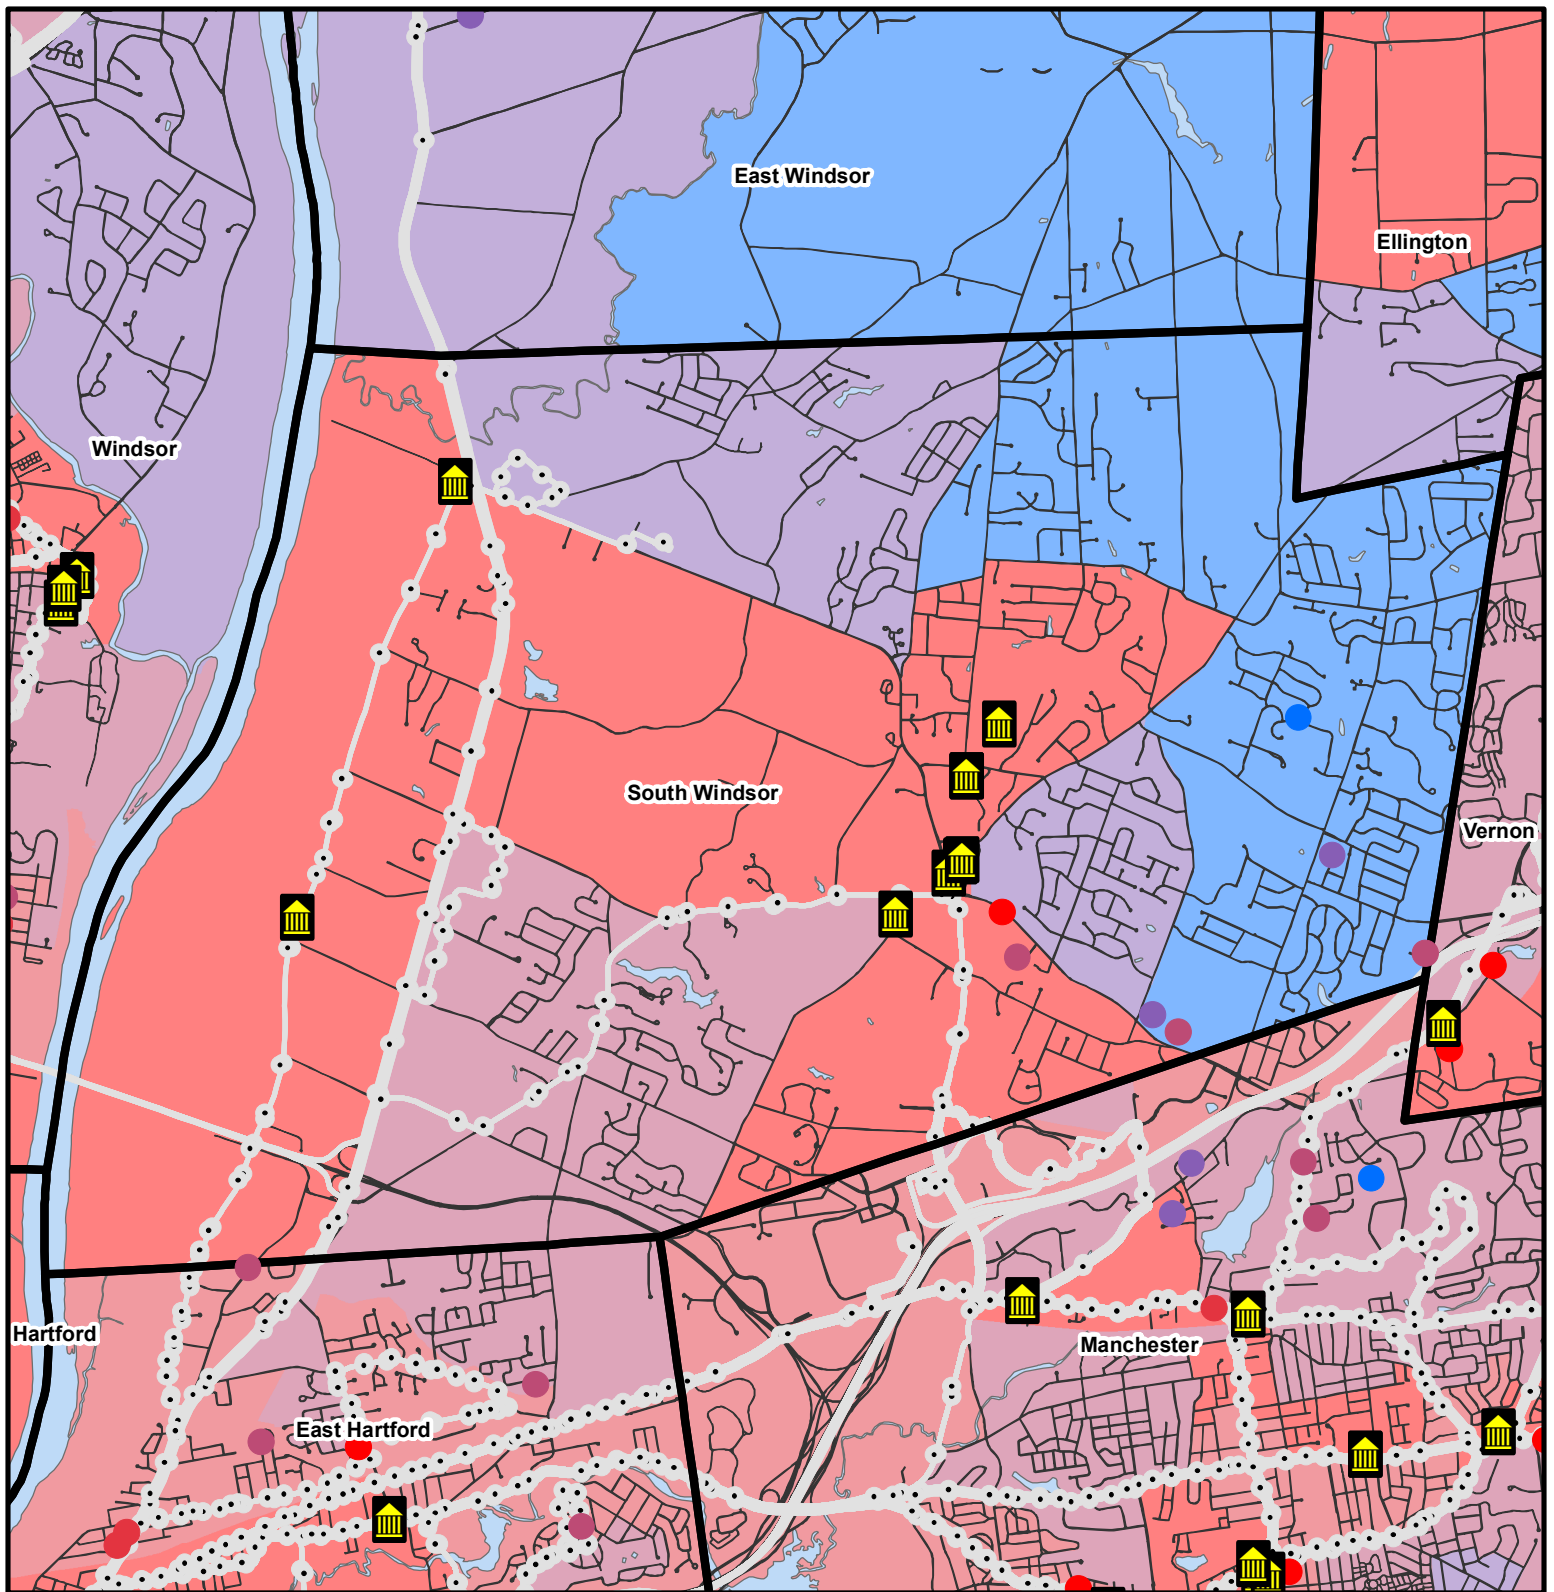 East Windsor
Ellington
Windsor
South Windsor
Vernon
Hartford
Manchester
East Hartford